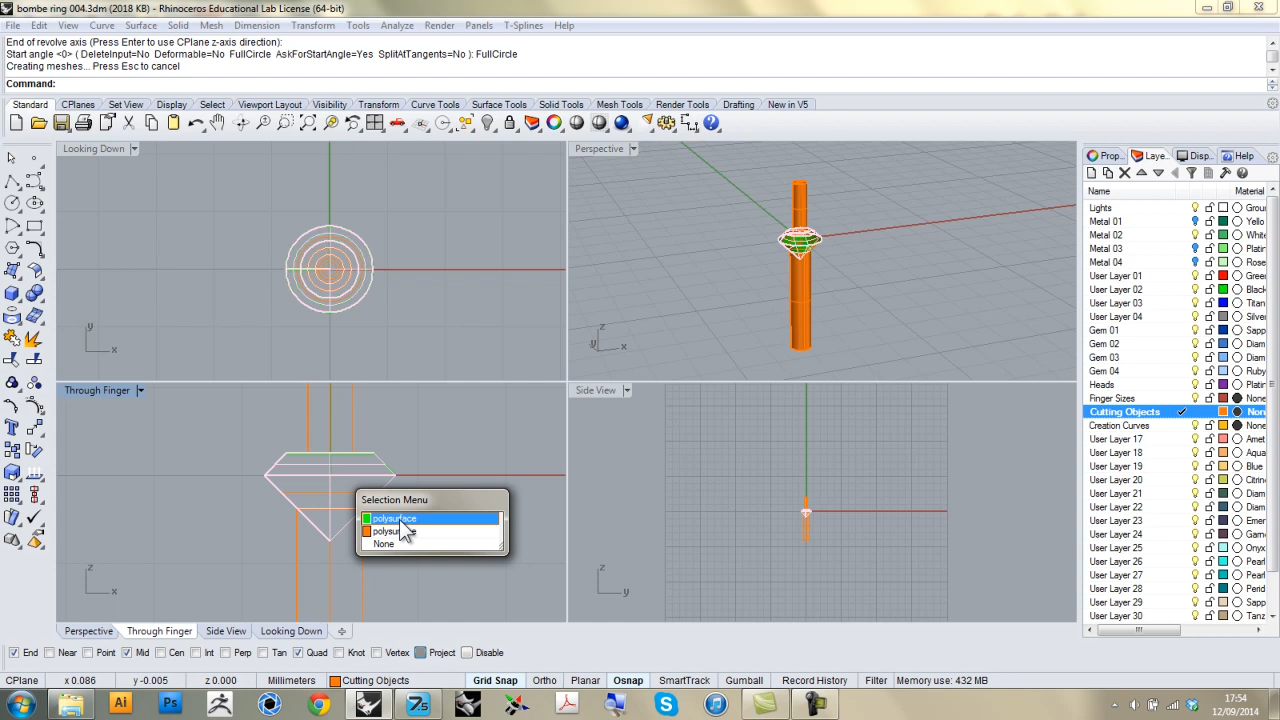 bombe ring 004.3dm (2018 KB) - Rhinoceros Educational Lab License (64-bit)
File Edit View Curve Surface Solid Mesh Dimension Transform Tools Analyze Render Panels T-Splines Help
End of revolve axis (Press Enter to use CPlane z-axis direction):
Start angle <0> ( DeleteInput=No Deformable=No FullCircle AskForStartAngle=Yes SplitAtTangents=No ): FullCircle
Creating meshes... Press Esc to cancel
Command:
Standard CPlanes Set View Display Select Viewport Layout Visibility Transform Curve Tools Surface Tools Solid Tools Mesh Tools Render Tools Drafting New in V5
Looking Down
Perspective
Prop... Laye... Disp... Help
Name Material
Lights Grou
Metal 01 Yello
Metal 02 White
Metal 03 Platin
Metal 04 Rose
User Layer 01 Gree
User Layer 02 Black
User Layer 03 Titan
User Layer 04 Silve
Gem 01 Sapp
Gem 02 Diam
Gem 03 Diam
Gem 04 Ruby
Heads Platin
Finger Sizes None
Cutting Objects Non
Creation Curves None
User Layer 17 Amet
User Layer 18 Aqua
User Layer 19 Blue
User Layer 20 Citrin
User Layer 21 Diam
User Layer 22 Diam
User Layer 23 Eme
User Layer 24 Game
User Layer 25 Onyx
User Layer 26 Pearl
User Layer 27 Pearl
User Layer 28 Perid
User Layer 29 Sapp
User Layer 30 Tanz
y x
z y x
Through Finger
Side View
Selection Menu
polysurface
polysu e
None
z x
z y
Perspective Through Finger Side View Looking Down
End Near Point Mid Cen Int Perp Tan Quad Knot Vertex Project Disable
CPlane x 0.086 y -0.005 z 0.000 Millimeters Cutting Objects Grid Snap Ortho Planar Osnap SmartTrack Gumball Record History Filter Memory use: 432 MB
Ai Ps
17:54
12/09/2014